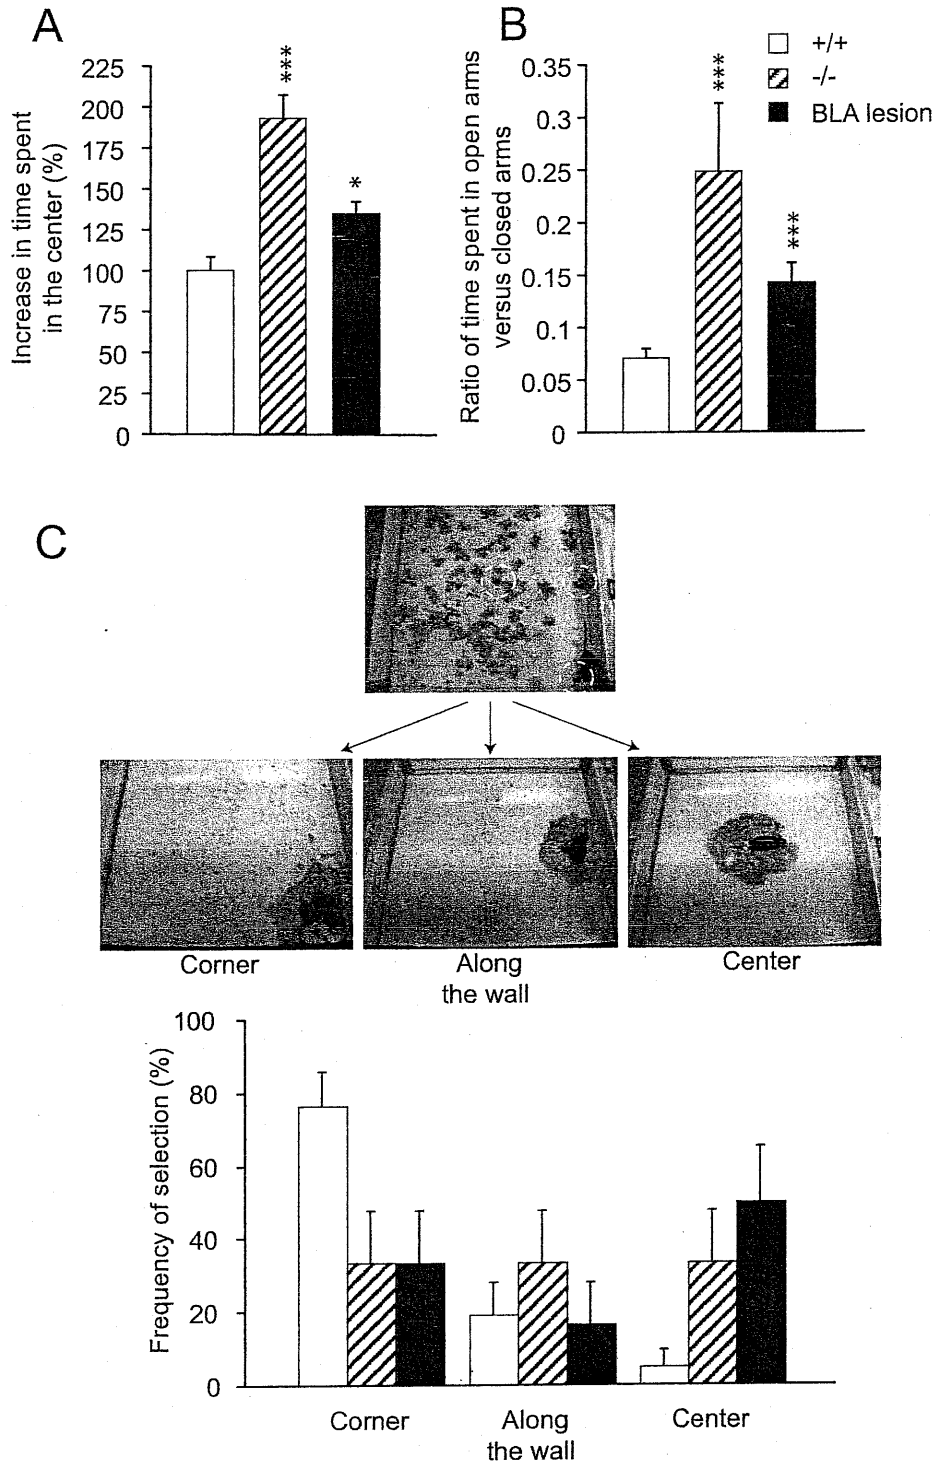 A
Increase in time spent
in the center (%)
225
200
175
150
125
100
75
50
25
0
***
*
B
Ratio of time spent in open arms
versus closed arms
0.35
0.3
0.25
0.2
0.15
0.1
0.05
0
***
***
+/+
-/-
BLA lesion
C
Corner
Along
the wall
Center
Frequency of selection (%)
100
80
60
40
20
0
Corner
Along
the wall
Center